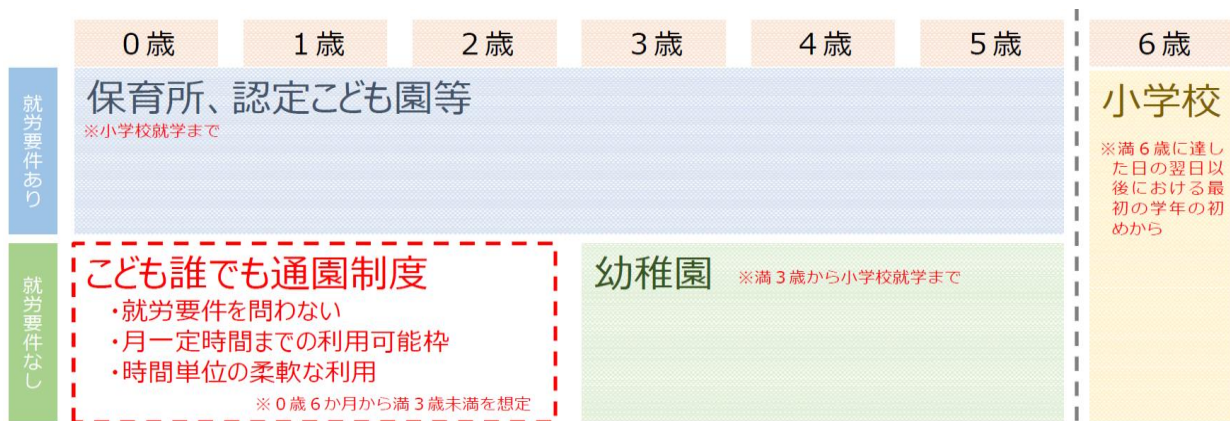 0歳
1歳
2歳
3歳
4歳
5歳
6歳
就労要件あり
保育所、認定こども園等
※小学校就学まで
小学校
※満6歳に達し
た日の翌日以
後における最
初の学年の初
めから
就労要件なし
こども誰でも通園制度
・就労要件を問わない
・月一定時間までの利用可能枠
・時間単位の柔軟な利用
※0歳6か月から満3歳未満を想定
幼稚園
※満3歳から小学校就学まで